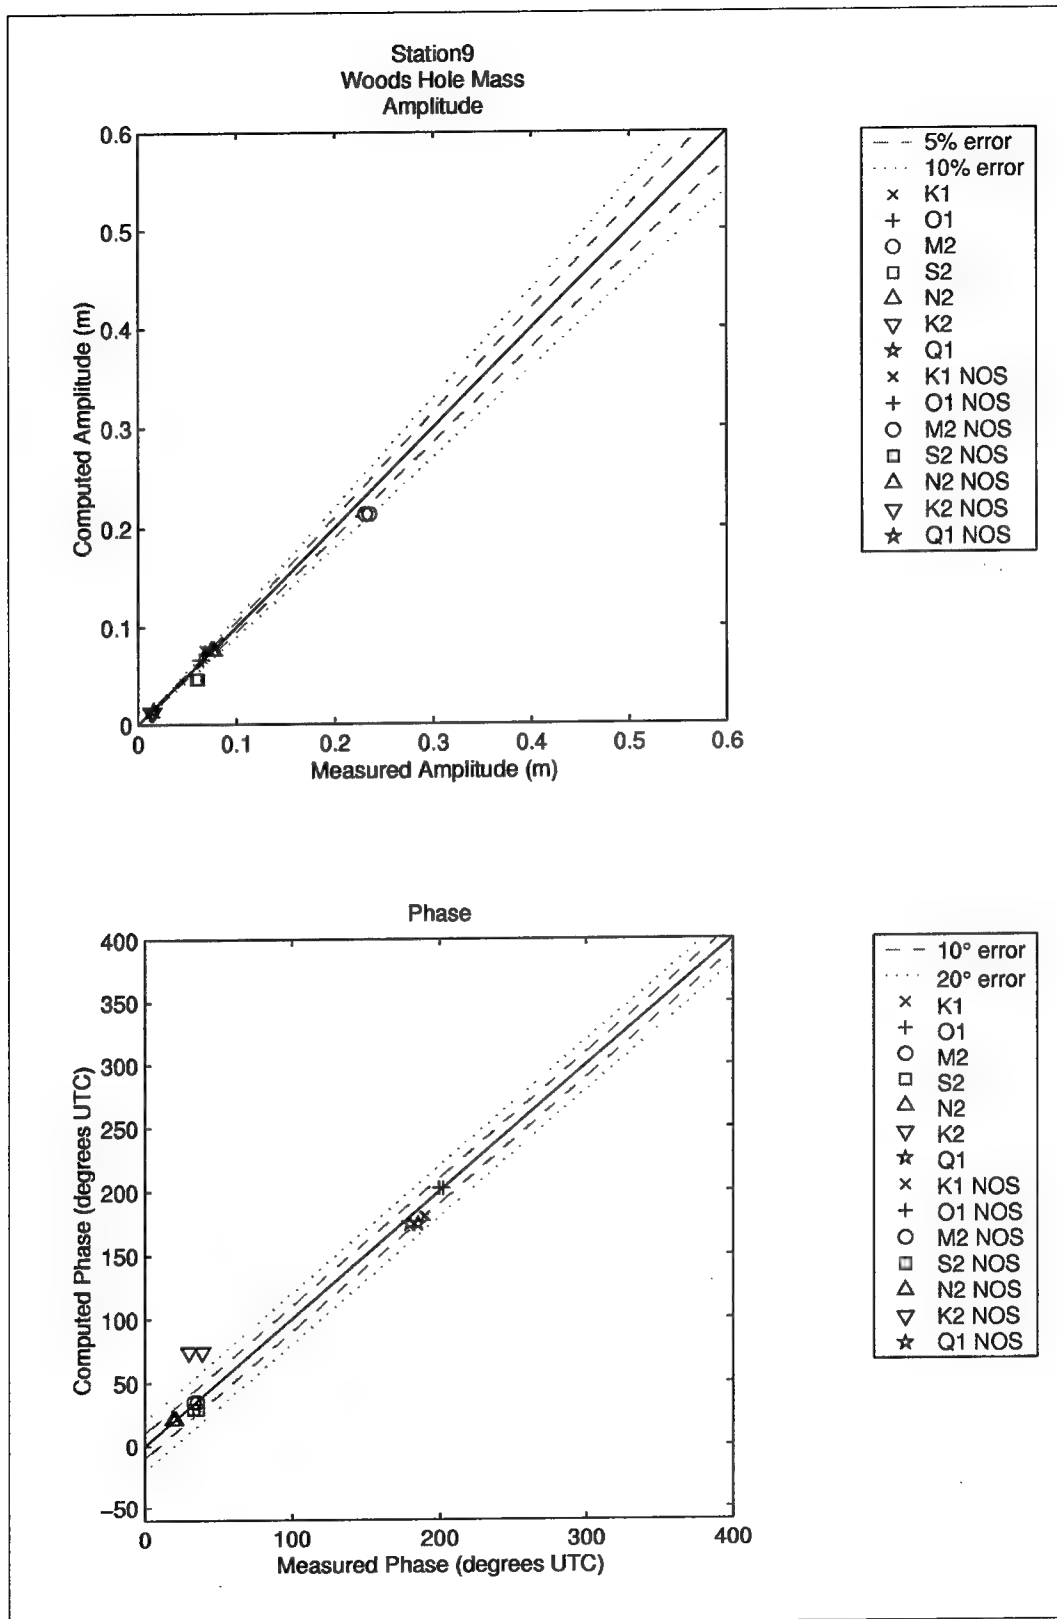 Station9
Woods Hole Mass
Amplitude
0.6
0.5
0.4
0.3
0.2
0.1
0
0
0.1
0.2
0.3
0.4
0.5
0.6
Computed Amplitude (m)
Measured Amplitude (m)
5% error
10% error
K1
O1
M2
S2
N2
K2
Q1
K1 NOS
O1 NOS
M2 NOS
S2 NOS
N2 NOS
K2 NOS
Q1 NOS
Phase
400
350
300
250
200
150
100
50
0
−50
0
100
200
300
400
Computed Phase (degrees UTC)
Measured Phase (degrees UTC)
10° error
20° error
K1
O1
M2
S2
N2
K2
Q1
K1 NOS
O1 NOS
M2 NOS
S2 NOS
N2 NOS
K2 NOS
Q1 NOS